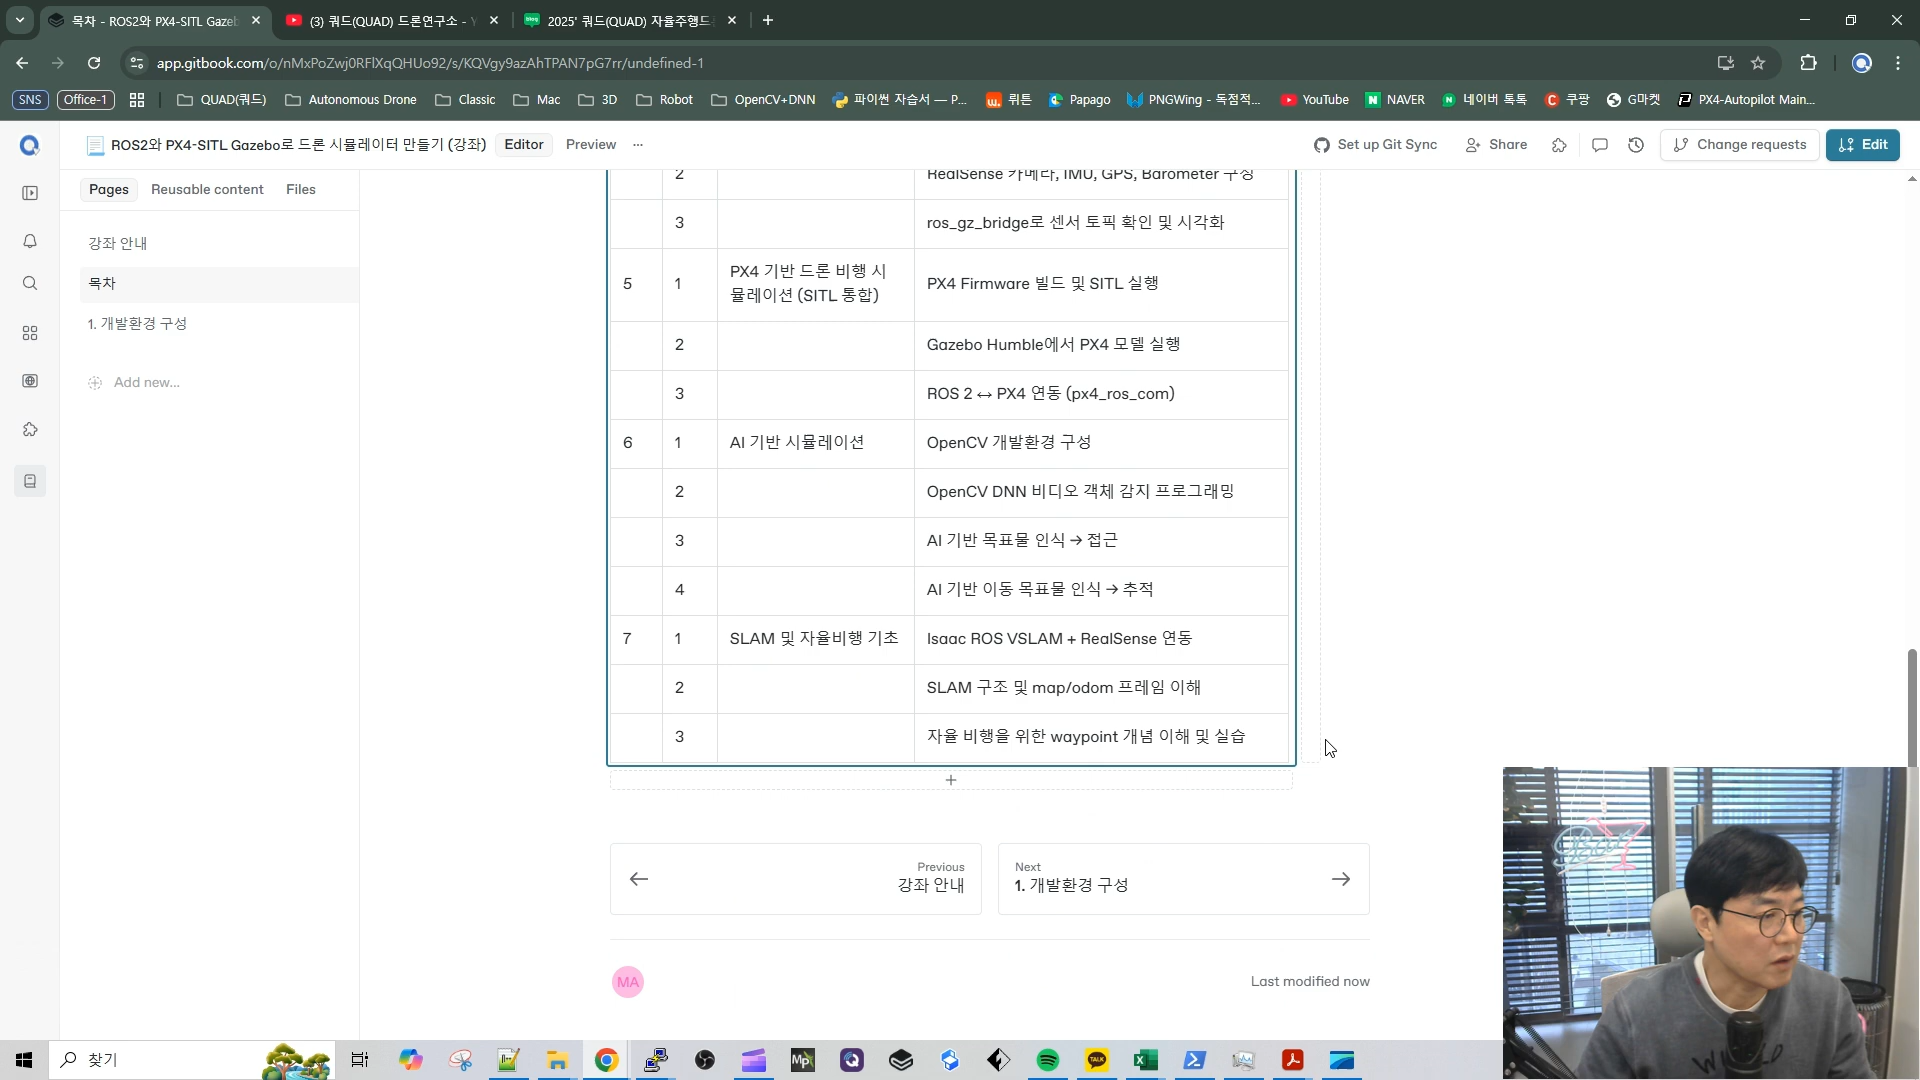 목차 - ROS2와 PX4-SITL Gazeb
(3) 쿼드(QUAD) 드론연구소 - Y
2025' 쿼드(QUAD) 자율주행드
app.gitbook.com/o/nMxPoZwj0RFlXqQHUo92/s/KQVgy9azAhTPAN7pG7rr/undefined-1
SNS
Office-1
QUAD(쿼드)
Autonomous Drone
Classic
Mac
3D
Robot
OpenCV+DNN
파이썬 자습서 — P...
뤼튼
Papago
PNGWing - 독점적...
YouTube
NAVER
네이버 톡톡
쿠팡
G마켓
PX4-Autopilot Main...
ROS2와 PX4-SITL Gazebo로 드론 시뮬레이터 만들기 (강좌)
Editor
Preview
Set up Git Sync
Share
Change requests
Edit
Pages
Reusable content
Files
강좌 안내
목차
1. 개발환경 구성
Add new...
2 RealSense 카메라, IMU, GPS, Barometer 구성
3 ros_gz_bridge로 센서 토픽 확인 및 시각화
5 1 PX4 기반 드론 비행 시
뮬레이션 (SITL 통합) PX4 Firmware 빌드 및 SITL 실행
2 Gazebo Humble에서 PX4 모델 실행
3 ROS 2 ↔ PX4 연동 (px4_ros_com)
6 1 AI 기반 시뮬레이션 OpenCV 개발환경 구성
2 OpenCV DNN 비디오 객체 감지 프로그래밍
3 AI 기반 목표물 인식 → 접근
4 AI 기반 이동 목표물 인식 → 추적
7 1 SLAM 및 자율비행 기초 Isaac ROS VSLAM + RealSense 연동
2 SLAM 구조 및 map/odom 프레임 이해
3 자율 비행을 위한 waypoint 개념 이해 및 실습
Previous
강좌 안내
Next
1. 개발환경 구성
MA
Last modified now
찾기
Mp
TALK